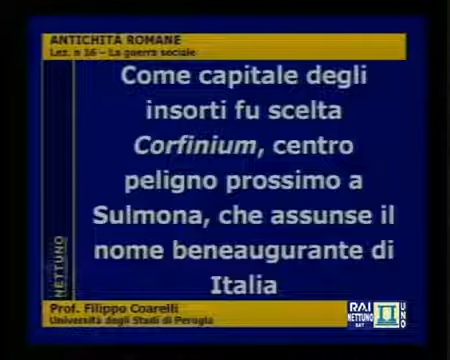 ANTICHITÀ ROMANE
Lez. n 16 - La guerra sociale
Come capitale degli
insorti fu scelta
Corfinium, centro
peligno prossimo a
Sulmona, che assunse il
nome beneaugurante di
Italia
NETTUNO
Prof. Filippo Coarelli
Università degli Studi di Perugia
RAI
NETTUNO
SAT
UNO